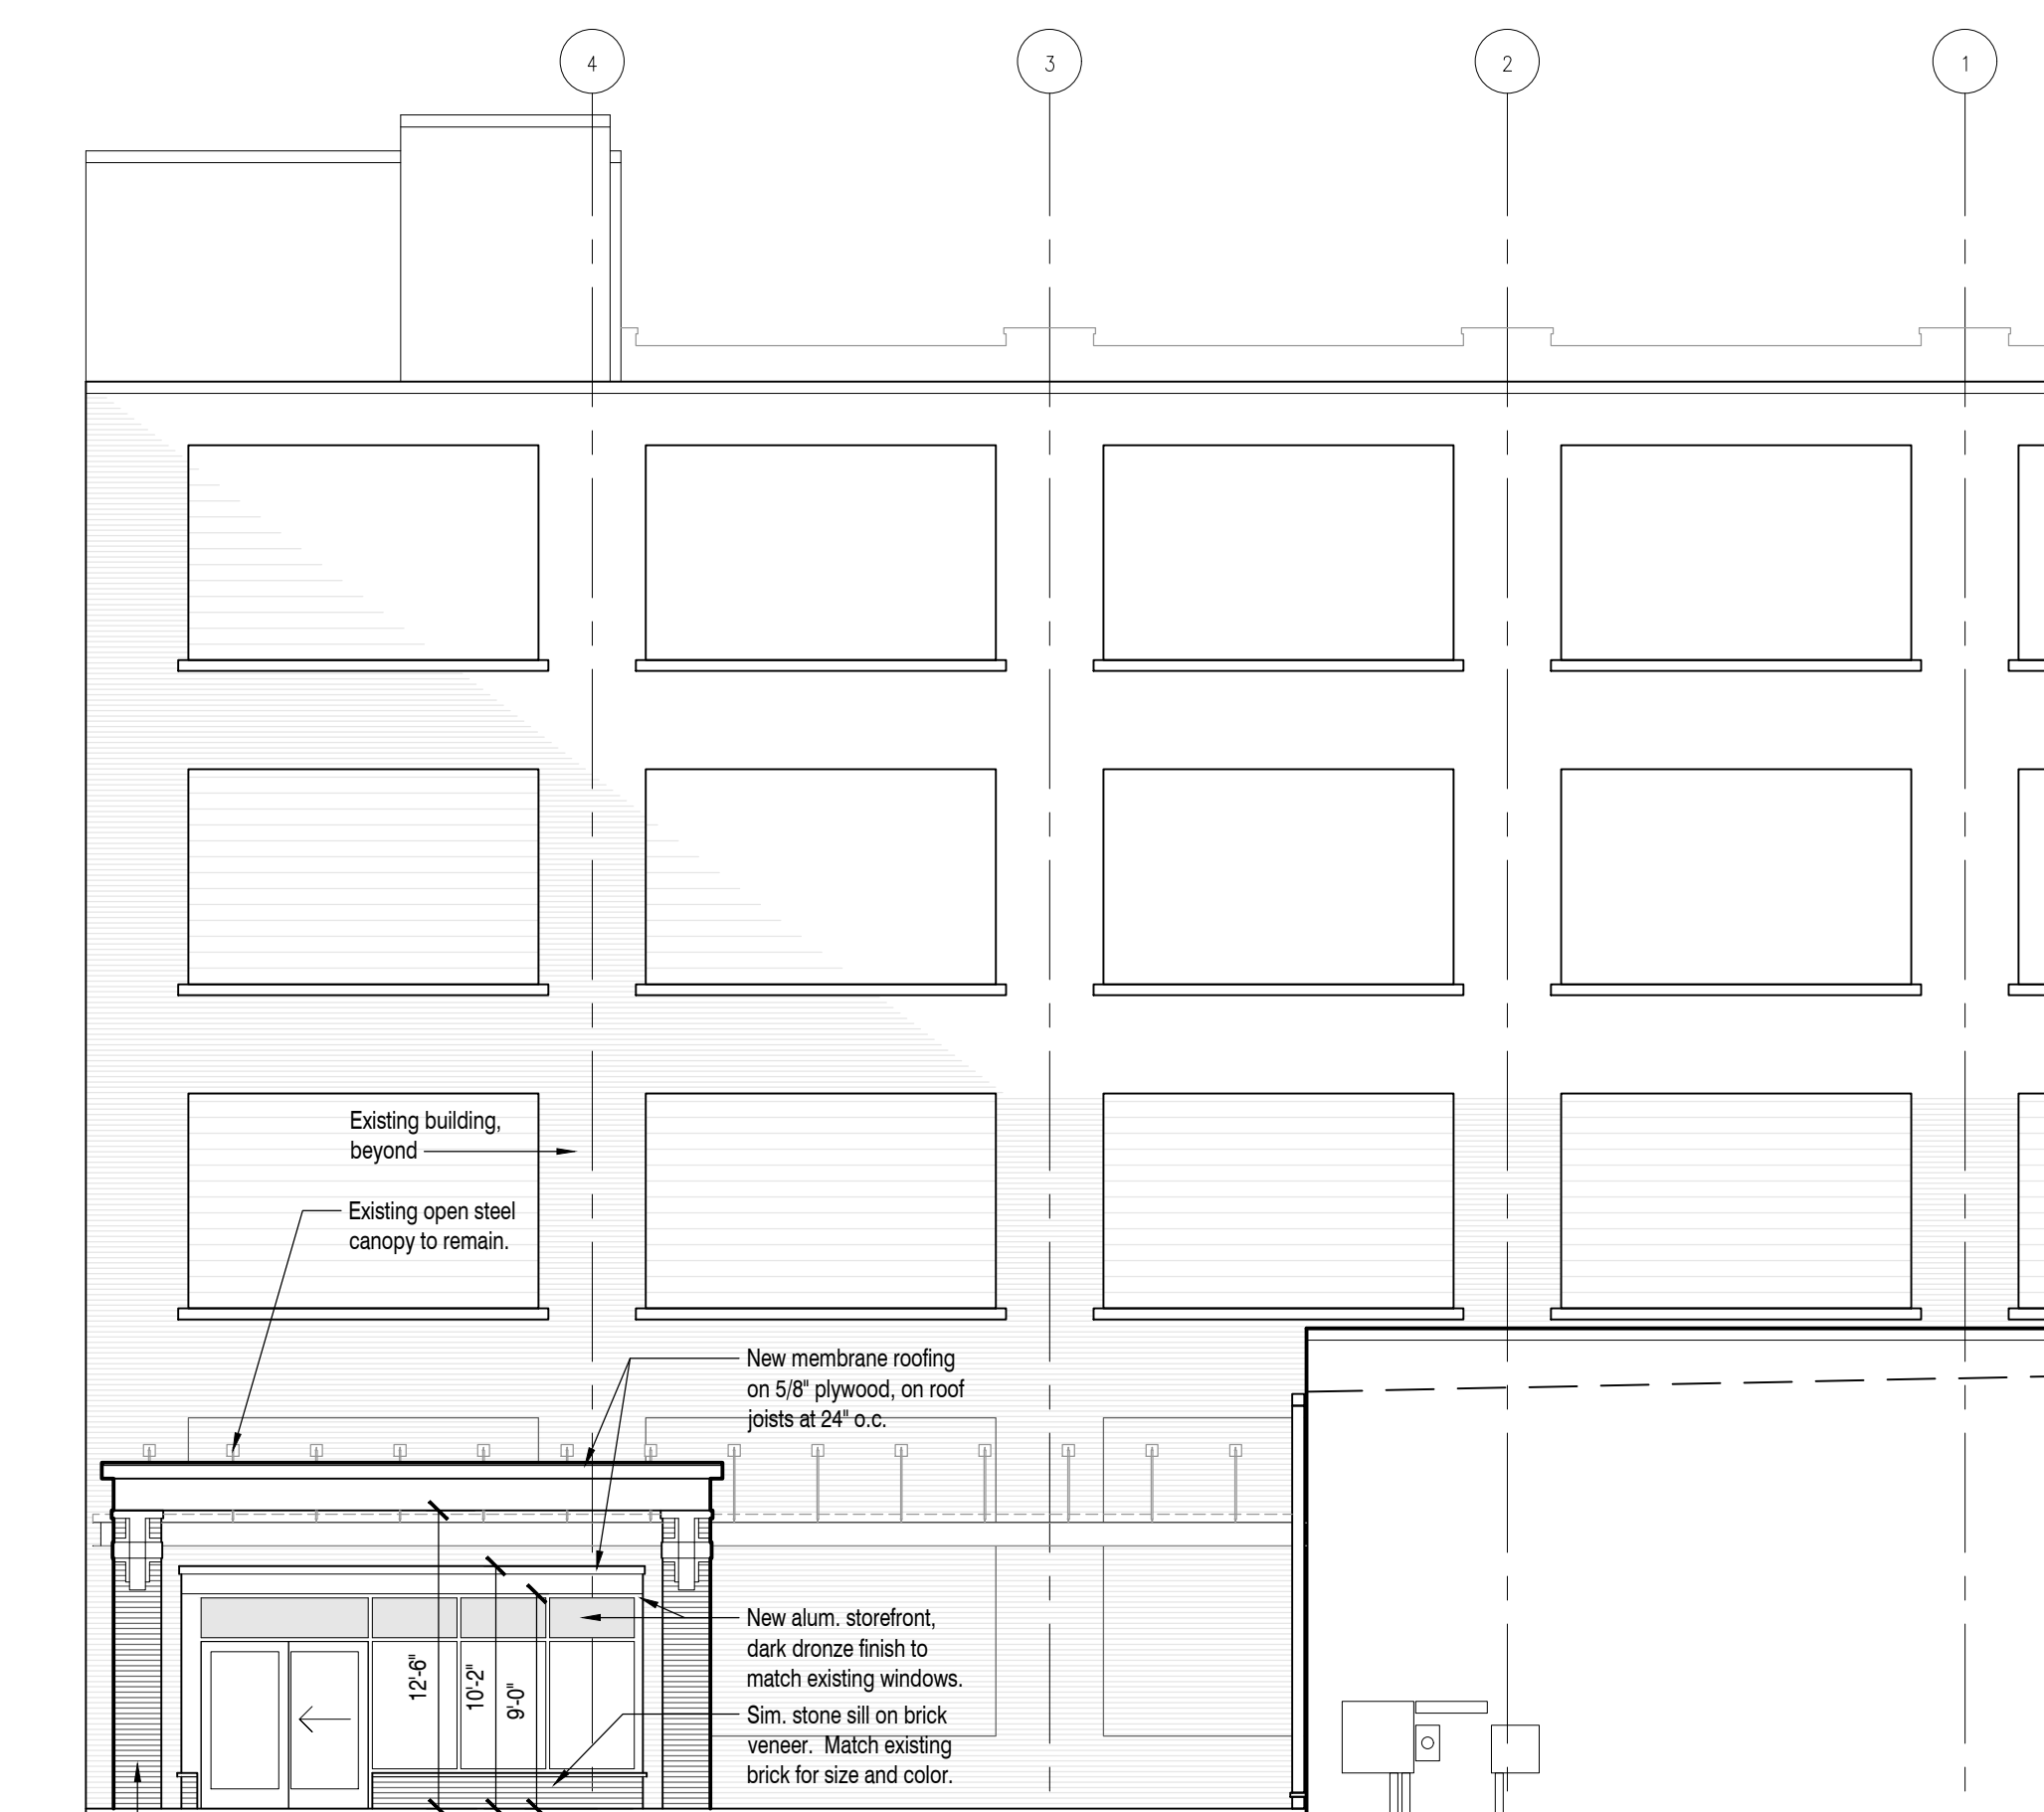 4
3
2
1
Existing building,
beyond
Existing open steel
canopy to remain.
New membrane roofing
on 5/8" plywood, on roof
joists at 24" o.c.
New alum. storefront,
dark dronze finish to
match existing windows.
12'-6"
10'-2"
9'-0"
Sim. stone sill on brick
veneer.  Match existing
brick for size and color.